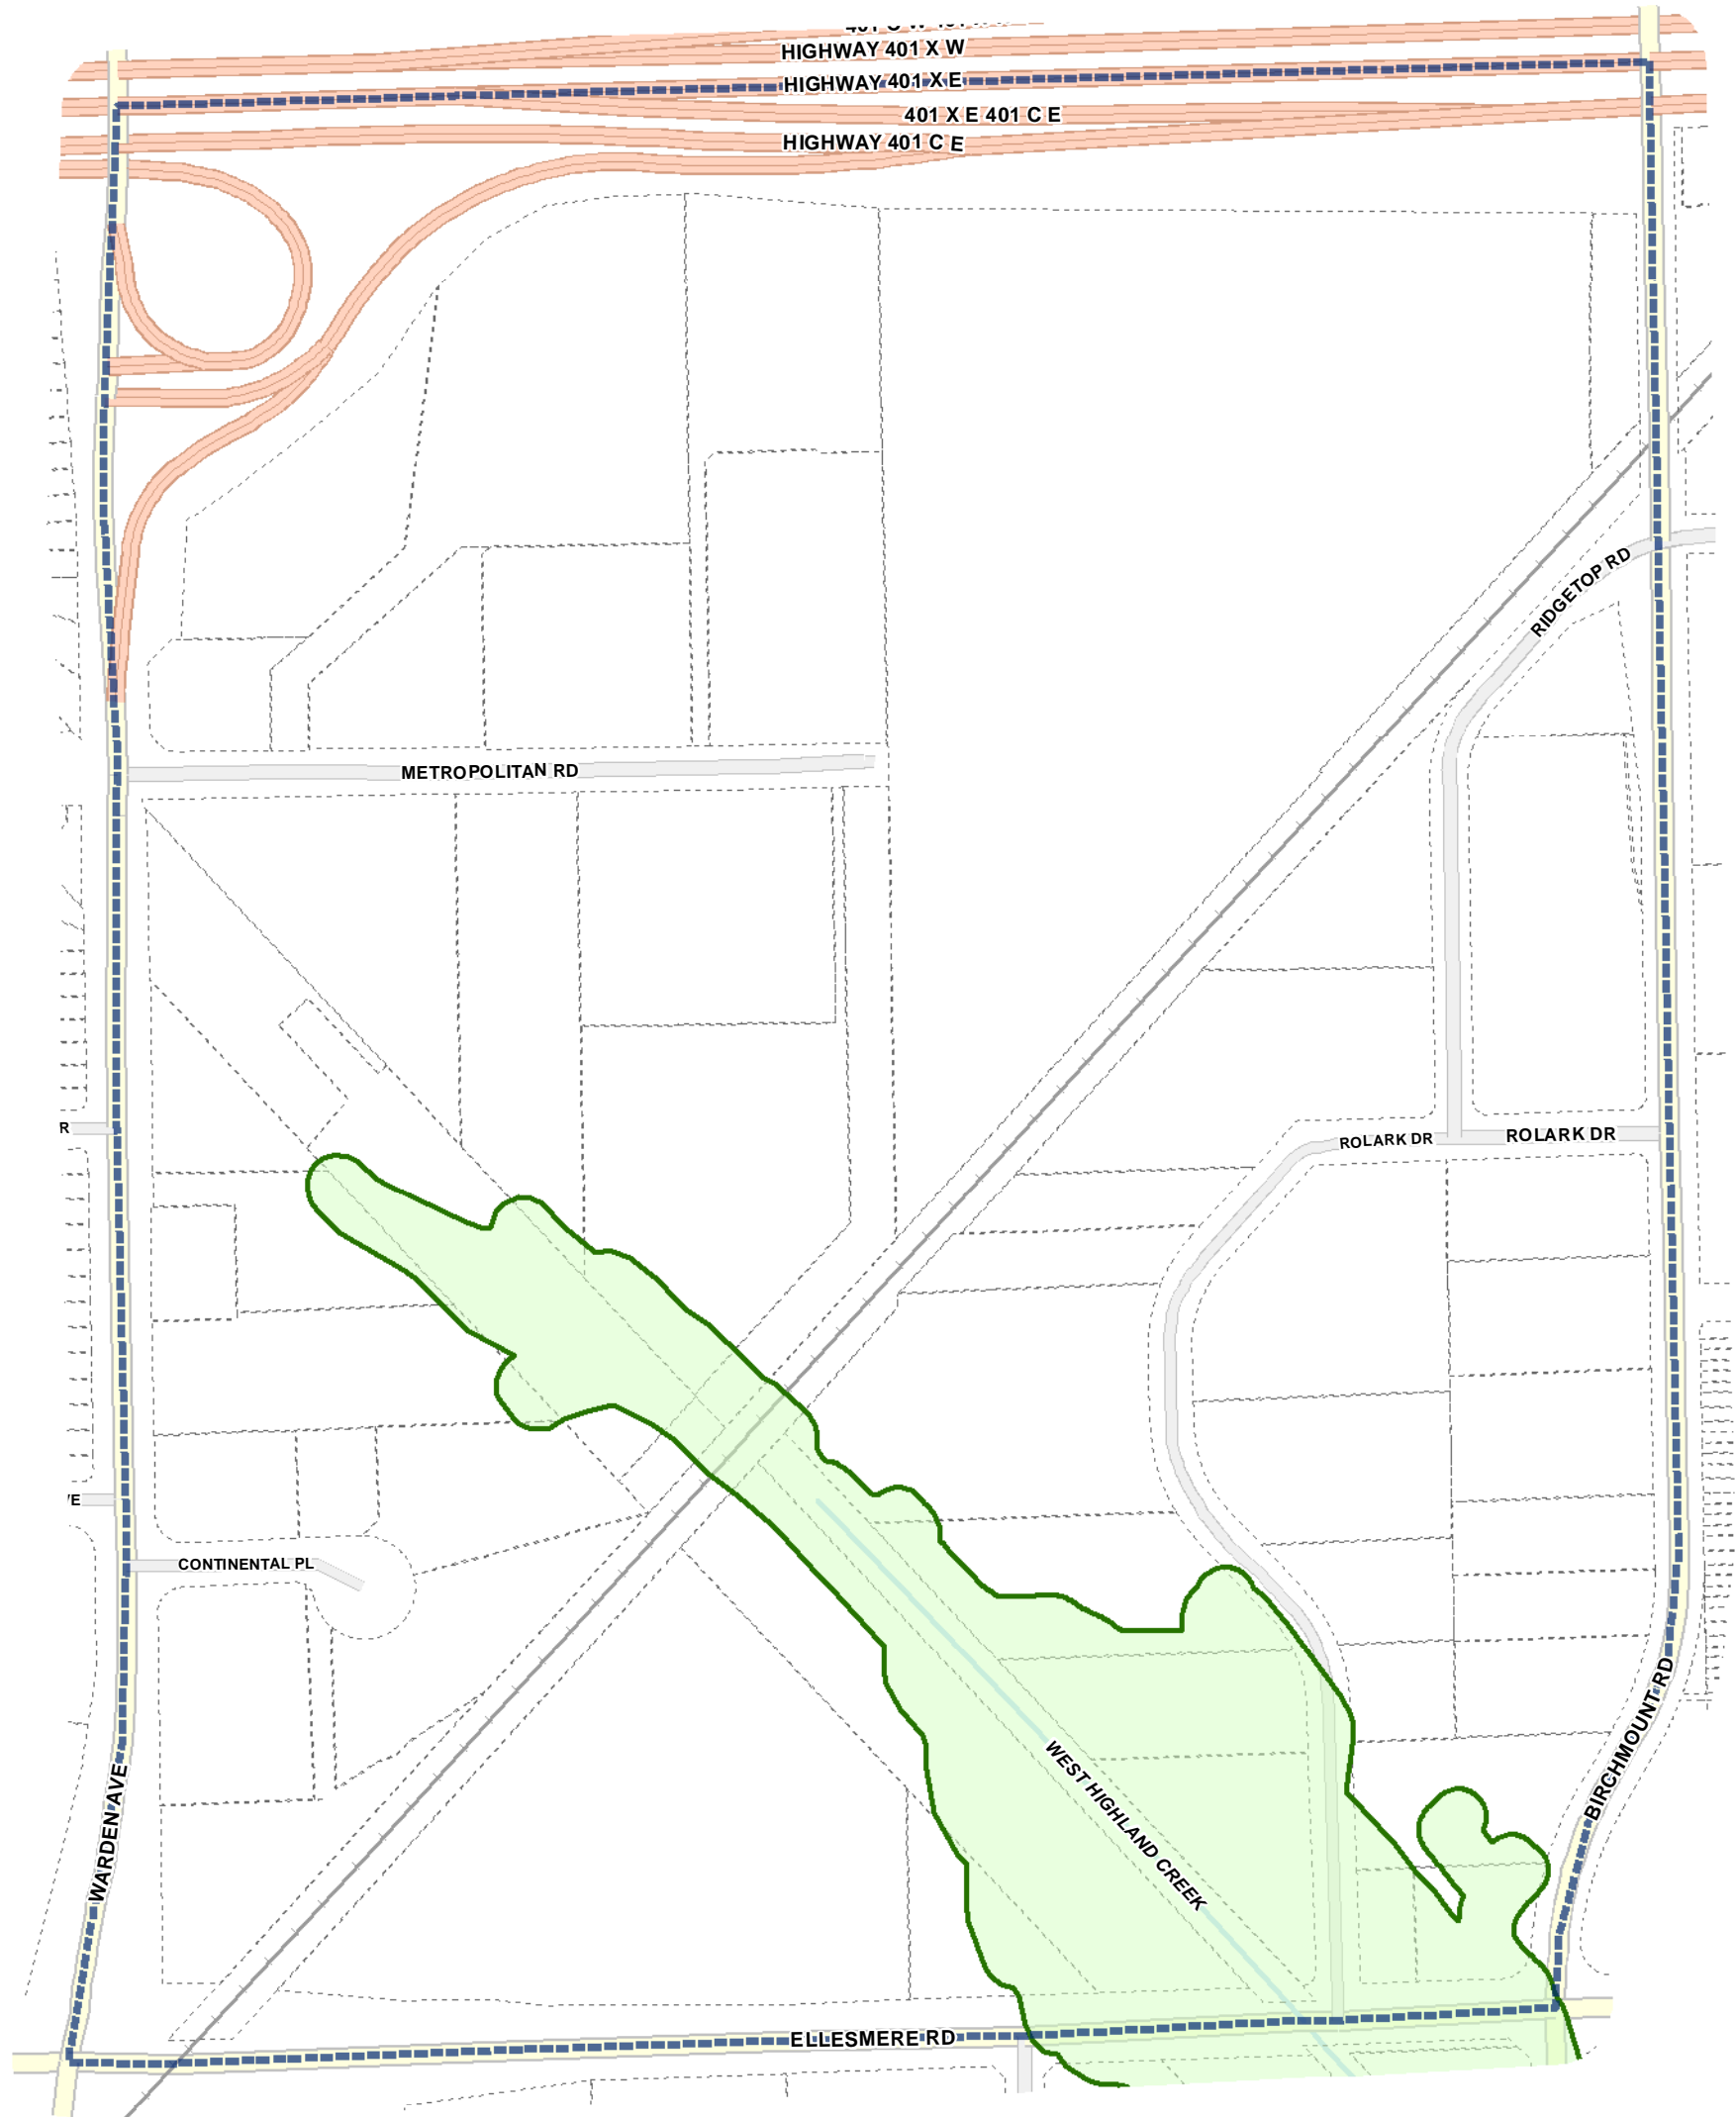 HIGHWAY 401 X W
HIGHWAY 401 X E
401 X E 401 C E
HIGHWAY 401 C E
RIDGETOP RD
METROPOLITAN RD
R
ROLARK DR
ROLARK DR
/E
CONTINENTAL PL
WEST HIGHLAND CREEK
BIRCHMOUNT RD
WARDEN AVE
ELLESMERE RD